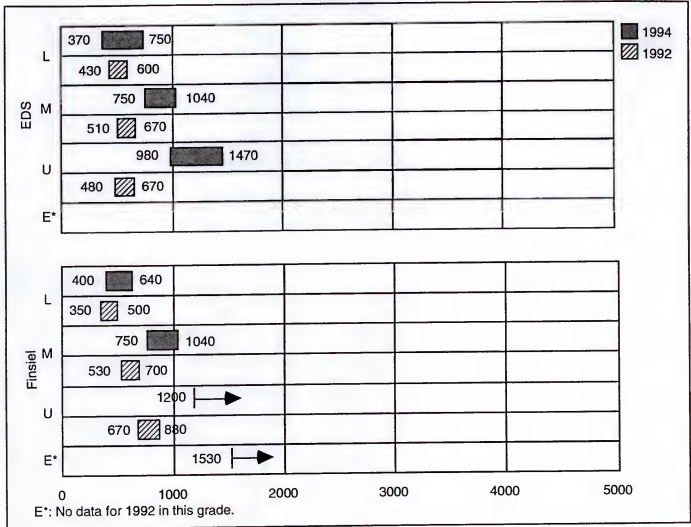 1994
1992
EDS
L
370 750
430 600
M
750 1040
510 670
U
980 1470
480 670
E*
Finsiel
L
400 640
350 500
M
750 1040
530 700
U
1200
670 880
E*
1530
0 1000 2000 3000 4000 5000
E*: No data for 1992 in this grade.